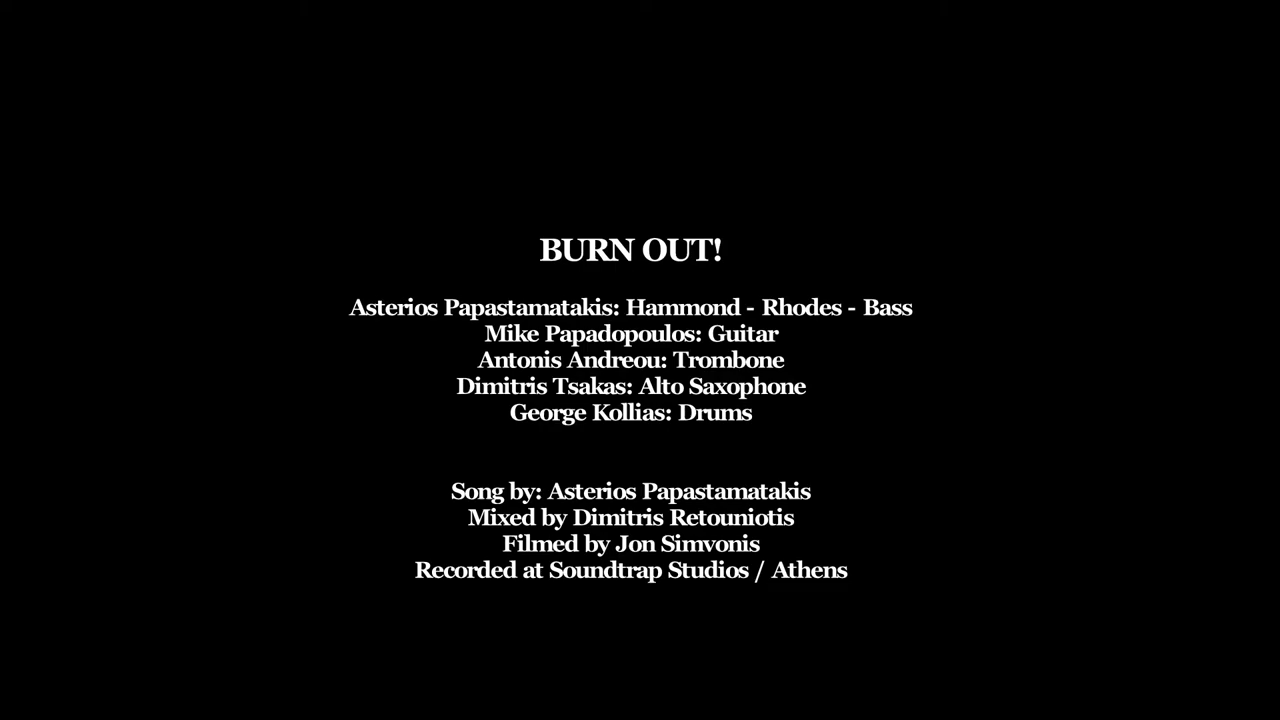 BURN OUT!
Asterios Papastamatakis: Hammond - Rhodes - Bass
Mike Papadopoulos: Guitar
Antonis Andreou: Trombone
Dimitris Tsakas: Alto Saxophone
George Kollias: Drums
Song by: Asterios Papastamatakis
Mixed by Dimitris Retouniotis
Filmed by Jon Simvonis
Recorded at Soundtrap Studios / Athens